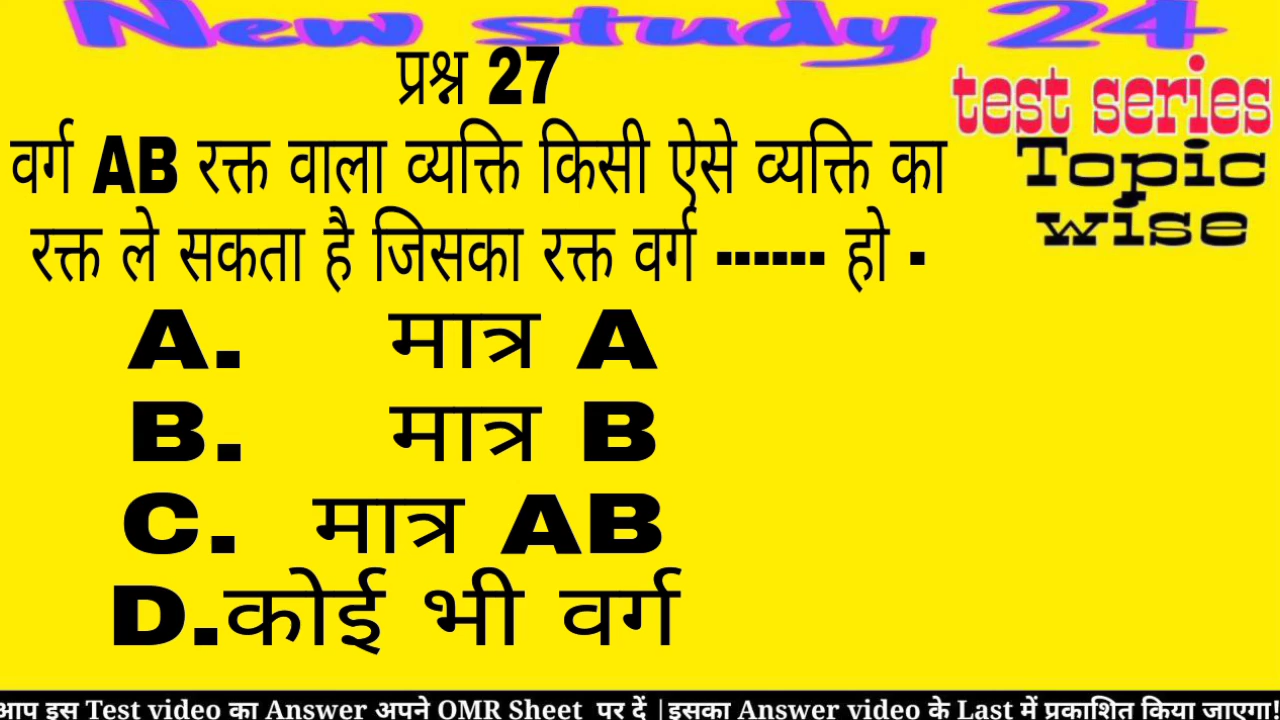 New study 24
प्रश्न 27
test series
Topic
wise
वर्ग AB रक्त वाला व्यक्ति किसी ऐसे व्यक्ति का
रक्त ले सकता है जिसका रक्त वर्ग ------ हो -
A. मात्र A
B. मात्र B
C. मात्र AB
D.कोई भी वर्ग
आप इस Test video का Answer अपने OMR Sheet पर दें |इसका Answer video के Last में प्रकाशित किया जाएगा!